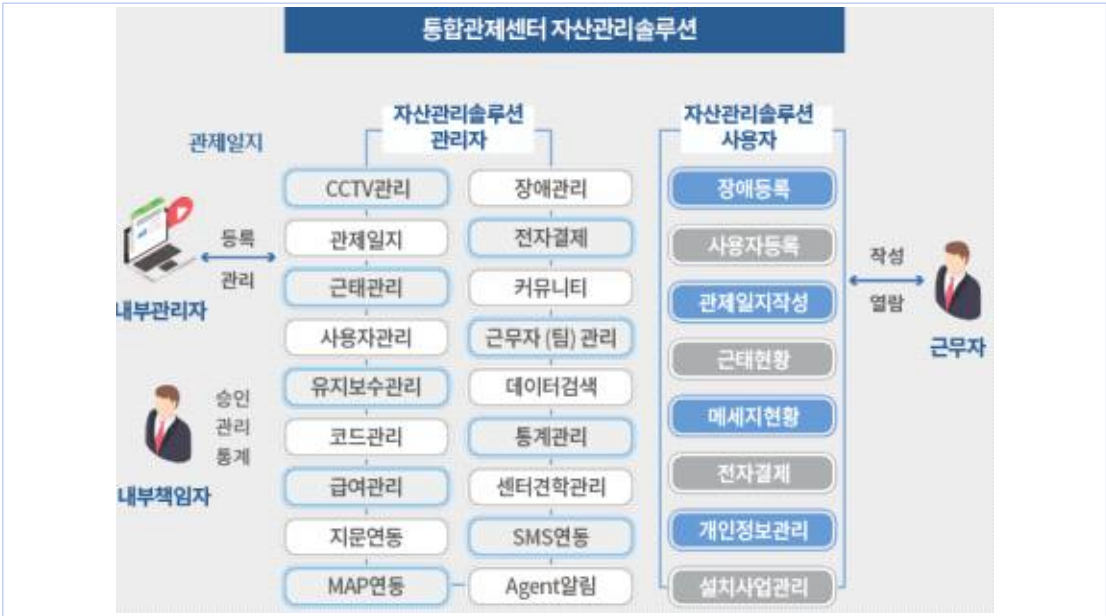 통합관제센터 자산관리솔루션
관제일지
등록
관리
내부관리자
승인
관리
통계
내부책임자
자산관리솔루션
관리자
CCTV관리
관제일지
근태관리
사용자관리
유지보수관리
코드관리
급여관리
지문연동
MAP연동
장애관리
전자결제
커뮤니티
근무자 (팀) 관리
데이터검색
통계관리
센터견학관리
SMS연동
Agent알림
자산관리솔루션
사용자
장애등록
사용자등록
관제일지작성
근태현황
메세지현황
전자결제
개인정보관리
설치사업관리
작성
열람
근무자